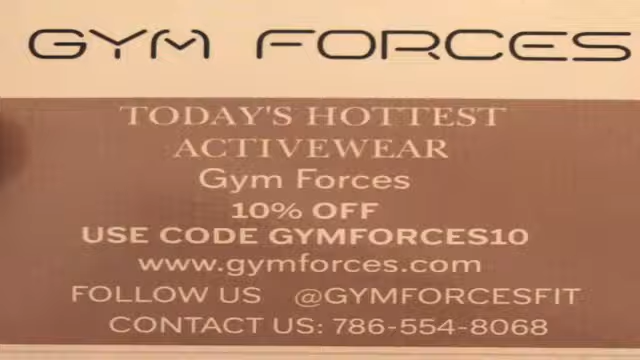 GYM FORCES
TODAY'S HOTTEST
ACTIVEWEAR
Gym Forces
10% OFF
USE CODE GYMFORCES10
www.gymforces.com
FOLLOW US @GYMFORCESFIT
CONTACT US: 786-554-8068